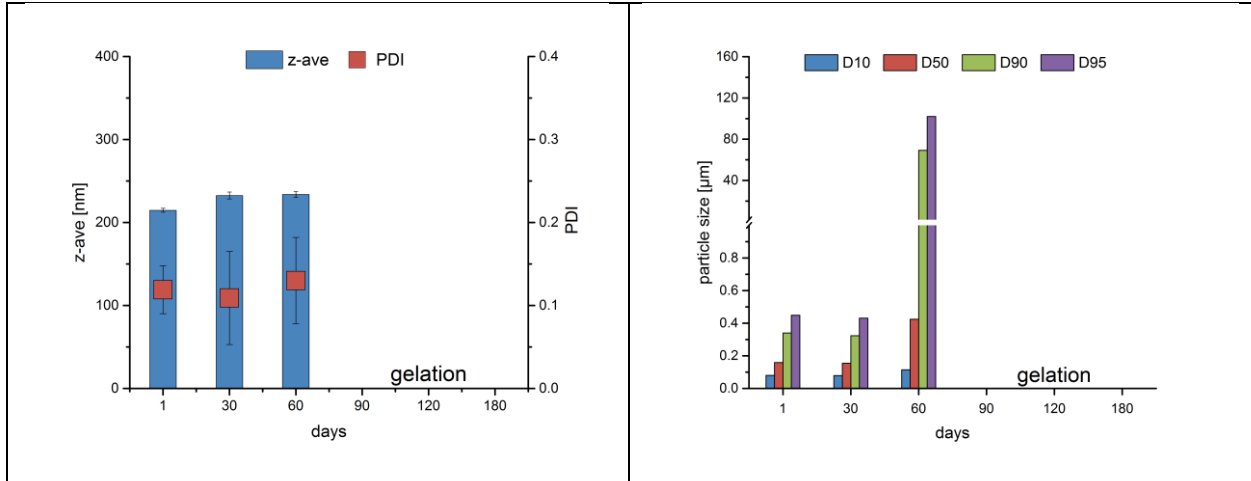 z-ave PDI
400
300
200
100
0
z-ave [nm]
0.4
0.3
0.2
0.1
0.0
PDI
gelation
1 30 60 90 120 180
days
D10 D50 D90 D95
160
120
80
40
0.8
0.6
0.4
0.2
0.0
particle size [µm]
gelation
1 30 60 90 120 180
days